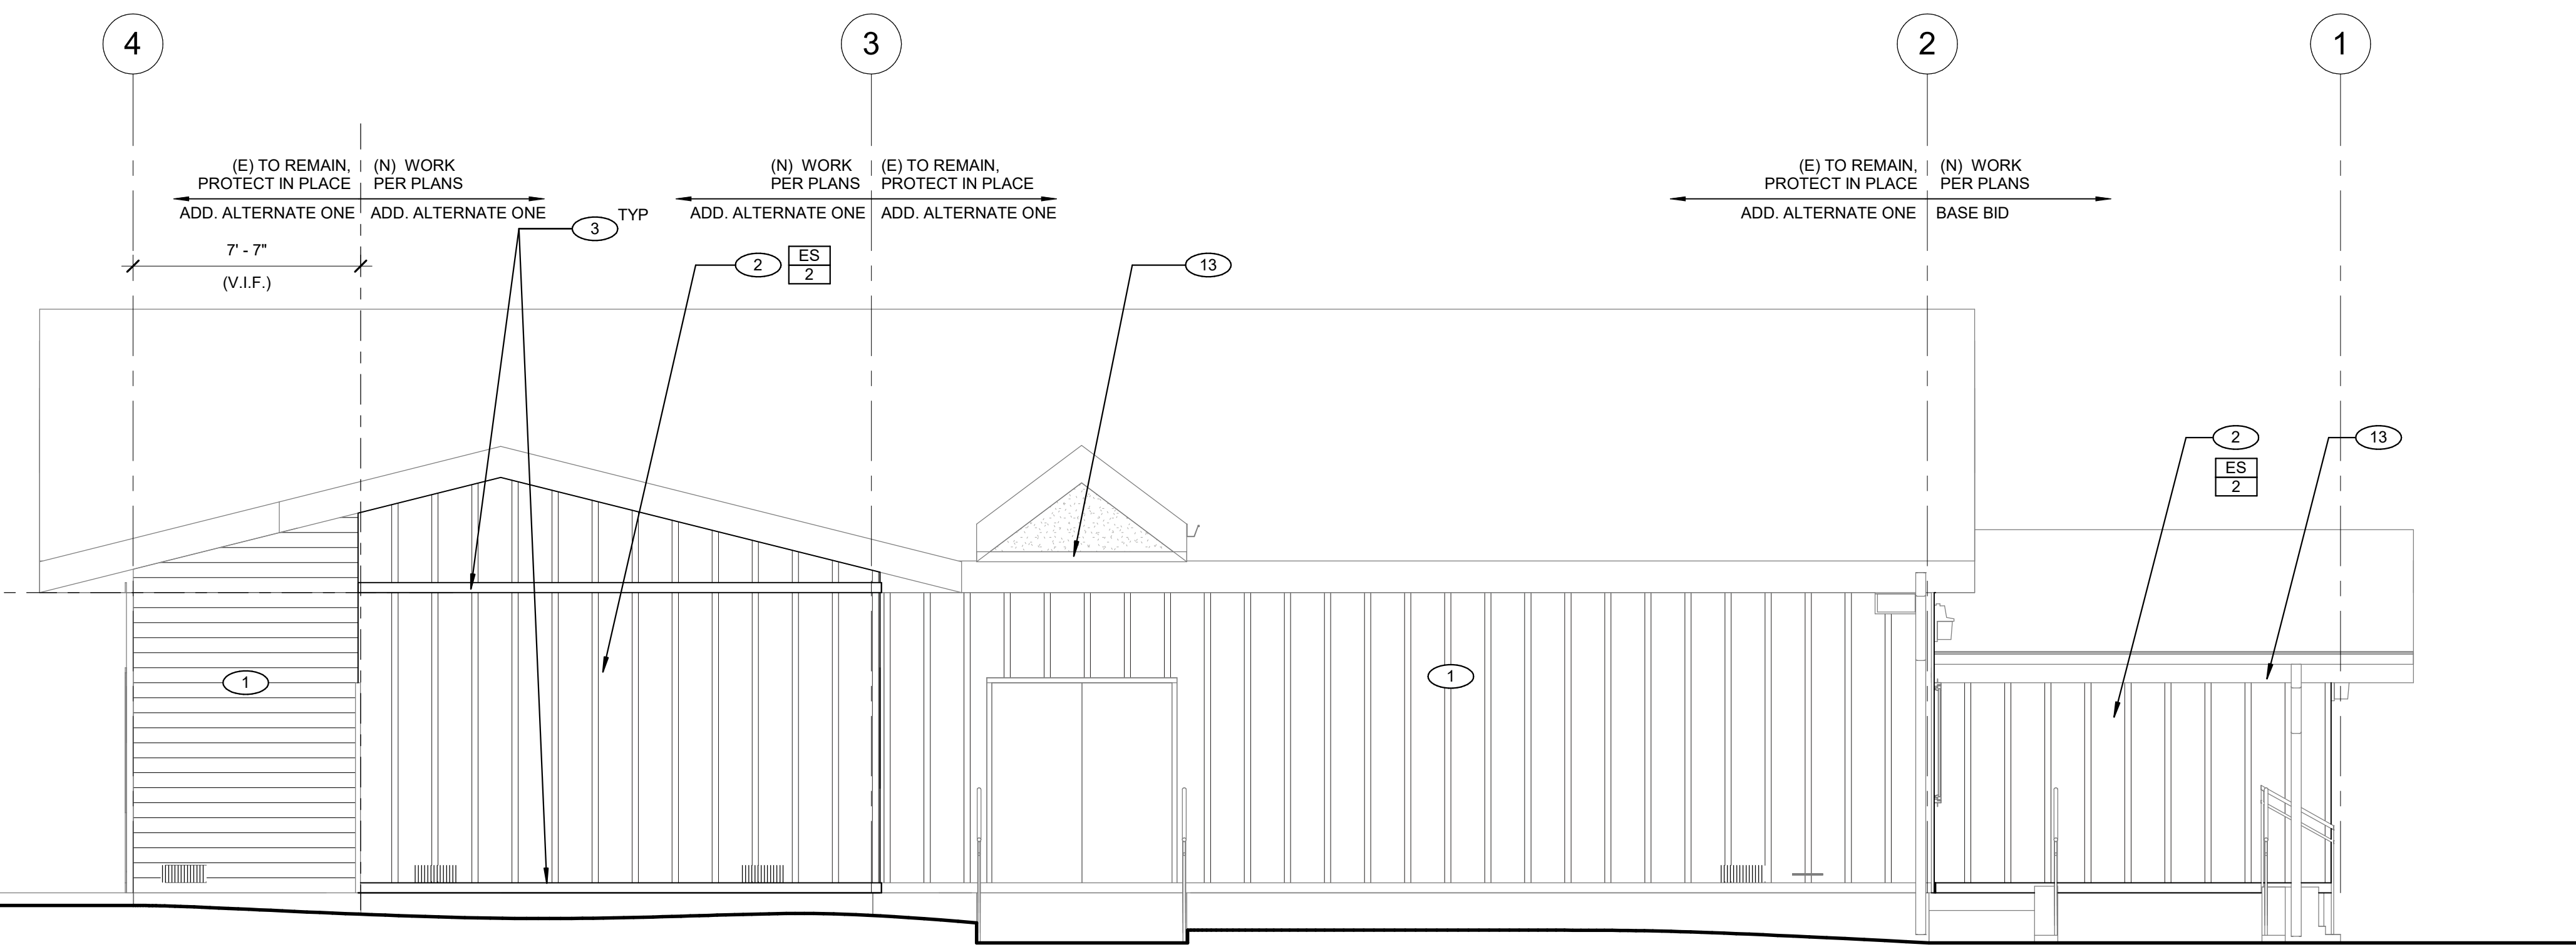 4
3
2
1
(E) TO REMAIN,
PROTECT IN PLACE
ADD. ALTERNATE ONE
(N) WORK
PER PLANS
ADD. ALTERNATE ONE
(N) WORK
PER PLANS
ADD. ALTERNATE ONE
(E) TO REMAIN,
PROTECT IN PLACE
ADD. ALTERNATE ONE
(E) TO REMAIN,
PROTECT IN PLACE
ADD. ALTERNATE ONE
(N) WORK
PER PLANS
BASE BID
3
TYP
7' - 7"
(V.I.F.)
2
ES
2
13
2
ES
2
13
1
1